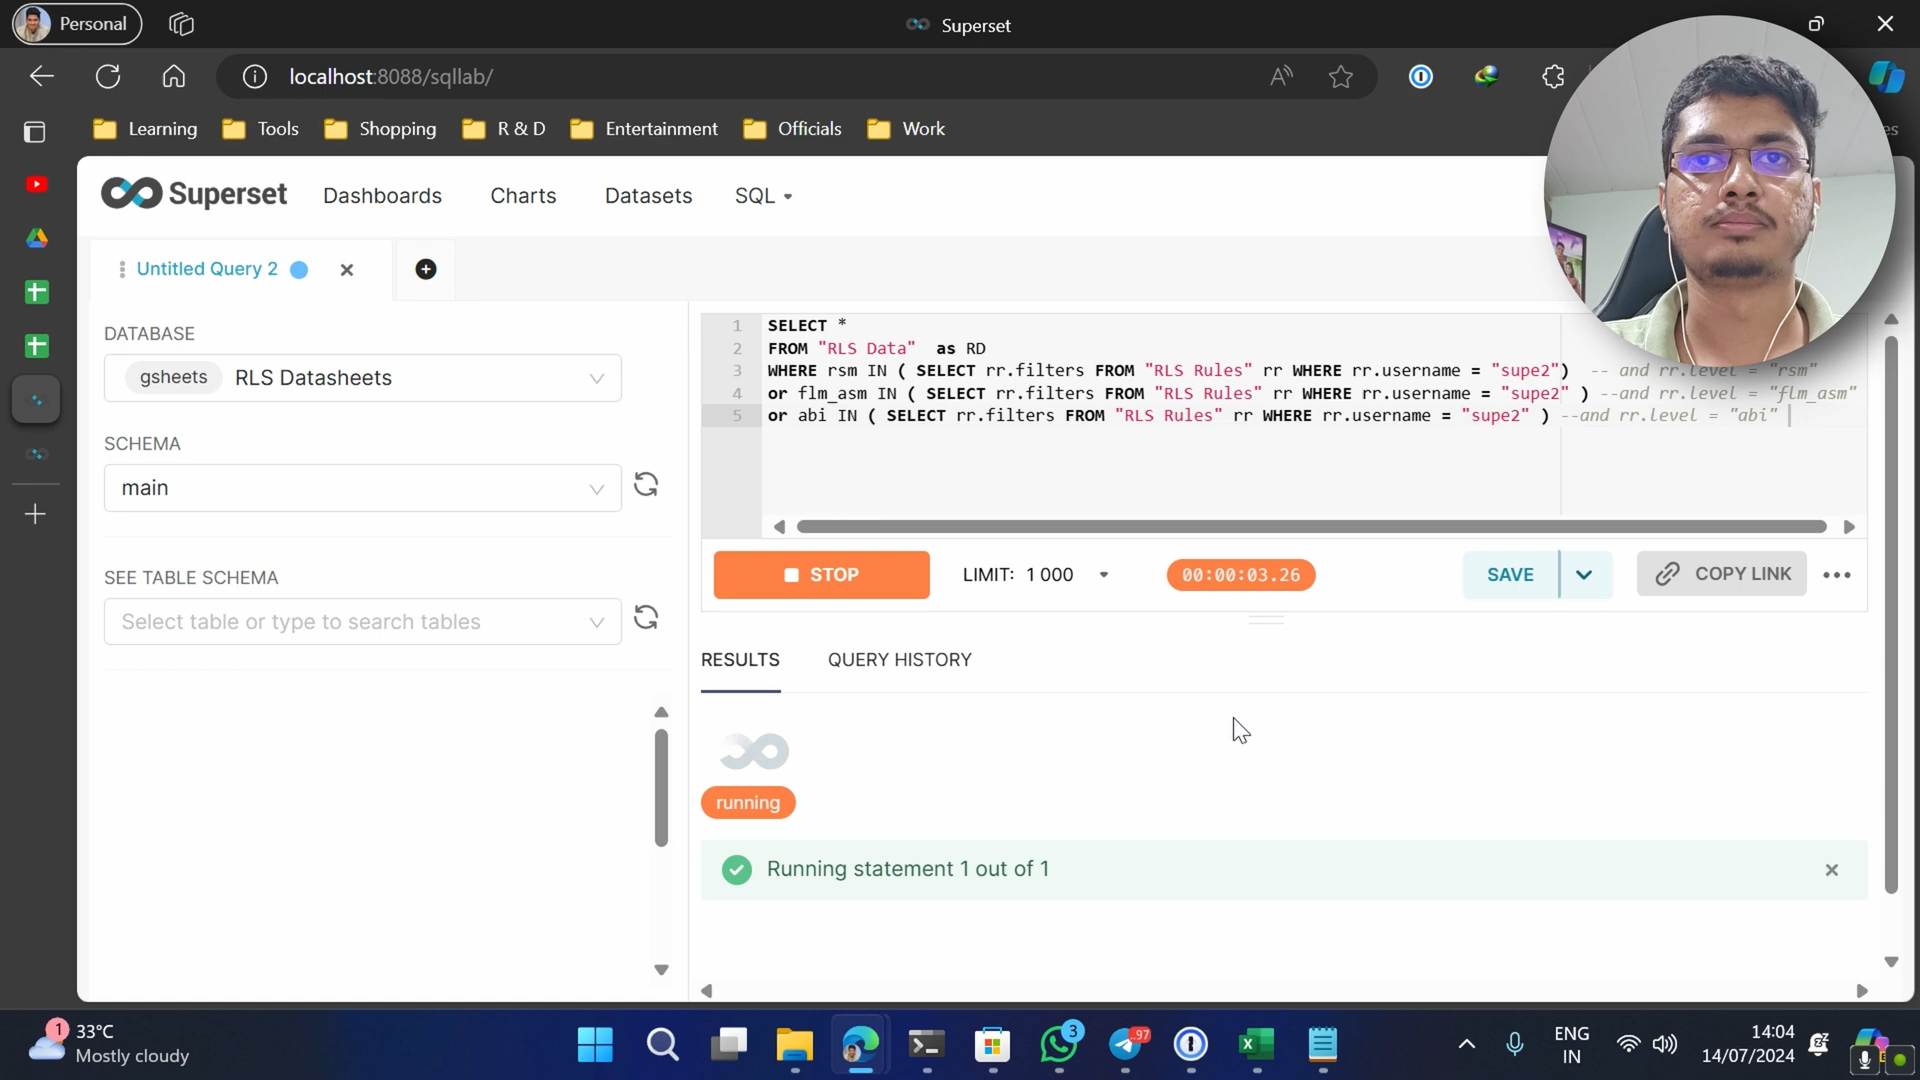 Personal
Superset
localhost:8088/sqllab/
Learning
Tools
Shopping
R & D
Entertainment
Officials
Work
es
Superset
Dashboards
Charts
Datasets
SQL
Untitled Query 2
DATABASE
gsheets RLS Datasheets
SCHEMA
main
SEE TABLE SCHEMA
Select table or type to search tables
1 SELECT *
2 FROM "RLS Data" as RD
3 WHERE rsm IN ( SELECT rr.filters FROM "RLS Rules" rr WHERE rr.username = "supe2") -- and rr.level = "rsm"
4 or flm_asm IN ( SELECT rr.filters FROM "RLS Rules" rr WHERE rr.username = "supe2" ) --and rr.level = "flm_asm"
5 or abi IN ( SELECT rr.filters FROM "RLS Rules" rr WHERE rr.username = "supe2" ) --and rr.level = "abi"
STOP
LIMIT: 1 000
00:00:03.26
SAVE
COPY LINK
RESULTS
QUERY HISTORY
running
Running statement 1 out of 1
1
33°C
Mostly cloudy
3
..97
ENG
IN
14:04
14/07/2024